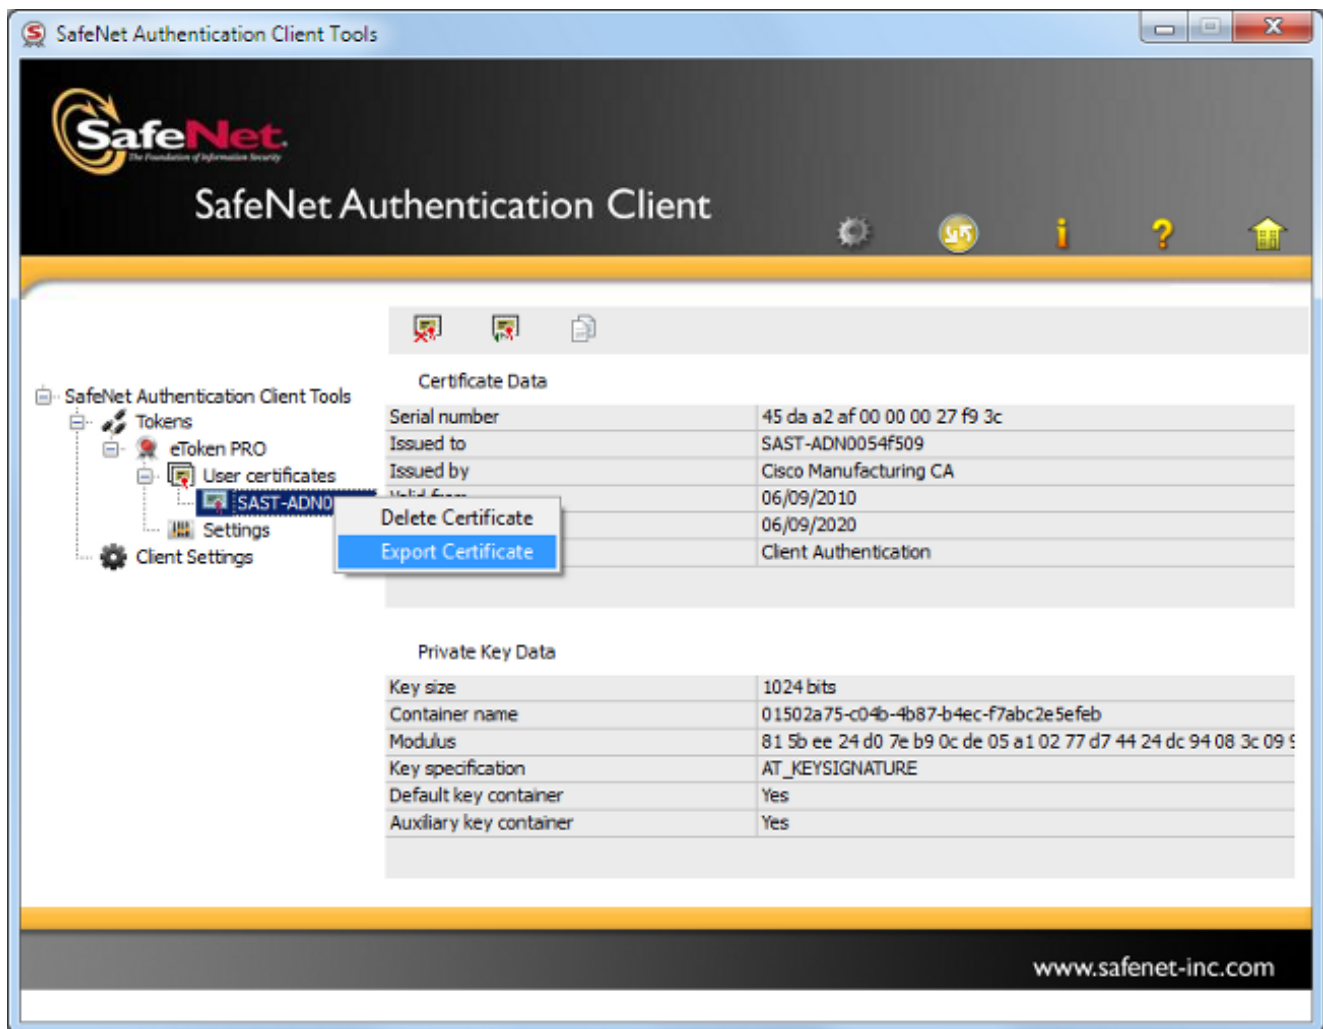 SafeNet Authentication Client Tools
SafeNet.
The Foundation of Information Security
SafeNet Authentication Client
SafeNet Authentication Client Tools
Tokens
eToken PRO
User certificates
SAST-ADN0
Settings
Client Settings
Delete Certificate
Export Certificate
Certificate Data
Serial number 45 da a2 af 00 00 00 27 f9 3c
Issued to SAST-ADN0054f509
Issued by Cisco Manufacturing CA
Valid from 06/09/2010
06/09/2020
Client Authentication
Private Key Data
Key size 1024 bits
Container name 01502a75-c04b-4b87-b4ec-f7abc2e5efeb
Modulus 81 5b ee 24 d0 7e b9 0c de 05 a1 02 77 d7 44 24 dc 94 08 3c 09
Key specification AT_KEYSIGNATURE
Default key container Yes
Auxiliary key container Yes
www.safenet-inc.com